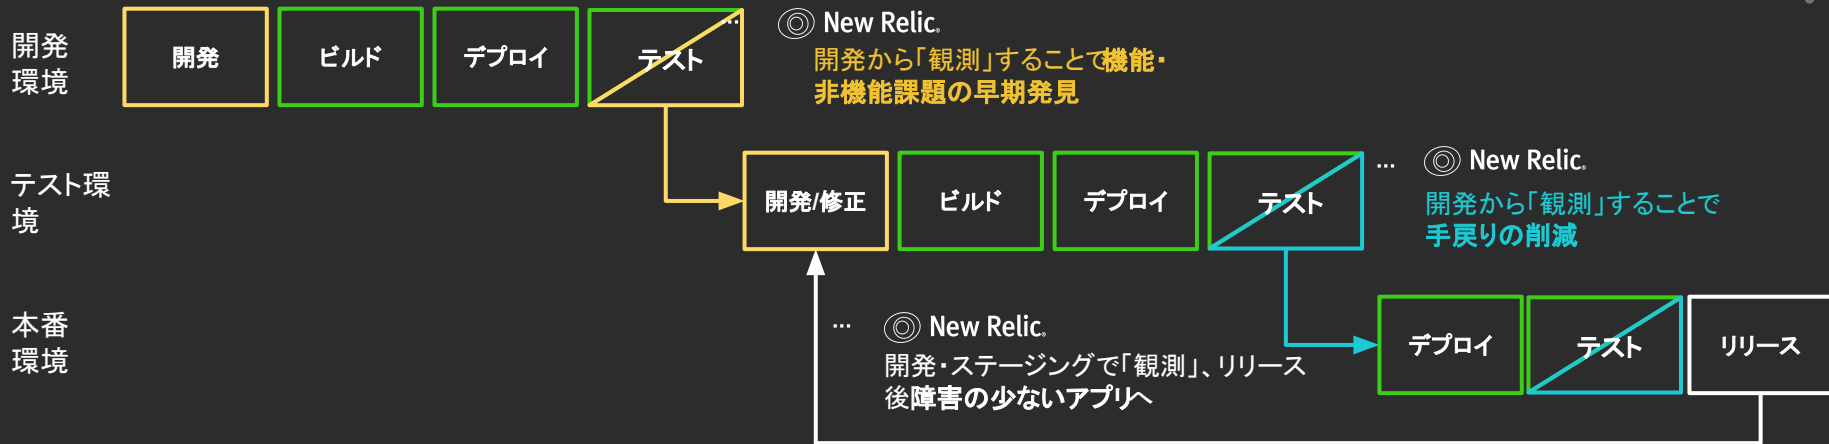 開発
環境
開発
ビルド
デプロイ
テスト
...
New Relic.
開発から「観測」することで機能・
非機能課題の早期発見
テスト環
境
開発/修正
ビルド
デプロイ
テスト
...
New Relic.
開発から「観測」することで
手戻りの削減
本番
環境
...
New Relic.
開発・ステージングで「観測」、リリース
後障害の少ないアプリへ
デプロイ
テスト
リリース